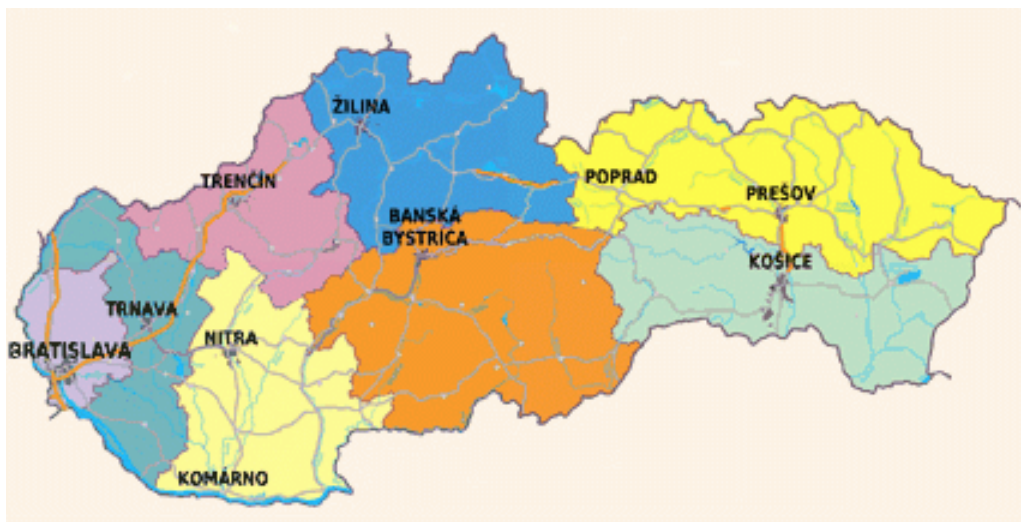 ŽILINA
TRENČÍN
POPRAD
PREŠOV
BANSKÁ
BYSTRICA
KOŠICE
TRNAVA
NITRA
BRATISLAVA
KOMÁRNO